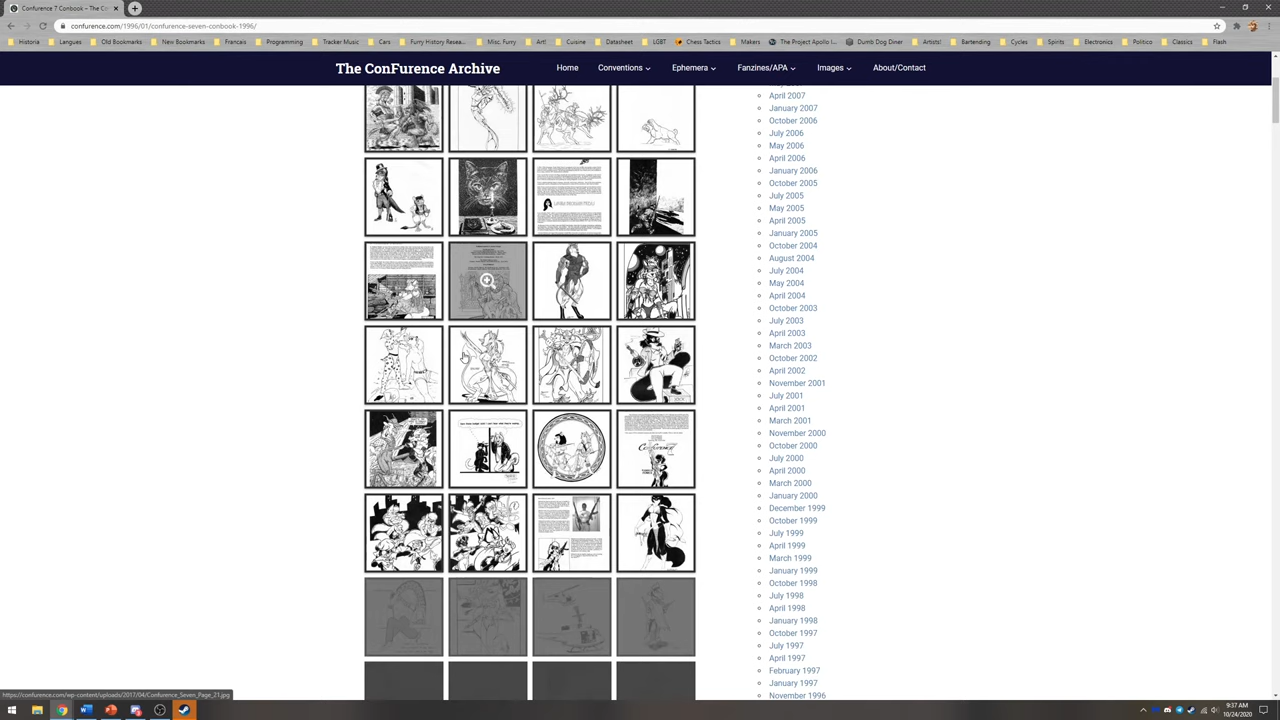 Conference 7 Conbook – The Co
confurence.com/1996/01/confurence-seven-conbook-1996/
Historia
Langues
Old Bookmarks
New Bookmarks
Francais
Programming
Tracker Music
Cars
Furry History Resea...
Misc. Furry
Art!
Cuisine
Datasheet
LGBT
Chess Tactics
Makers
The Project Apollo I...
Dumb Dog Diner
Artists!
Bartending
Cycles
Spirits
Electronics
Politico
Classics
Flash
The ConFurence Archive
Home
Conventions
Ephemera
Fanzines/APA
Images
About/Contact
April 2007
January 2007
October 2006
July 2006
May 2006
April 2006
January 2006
October 2005
July 2005
May 2005
April 2005
January 2005
October 2004
August 2004
July 2004
May 2004
April 2004
October 2003
July 2003
April 2003
March 2003
October 2002
April 2002
November 2001
July 2001
April 2001
March 2001
November 2000
October 2000
July 2000
April 2000
March 2000
January 2000
December 1999
October 1999
July 1999
April 1999
March 1999
January 1999
October 1998
July 1998
April 1998
January 1998
October 1997
July 1997
April 1997
February 1997
January 1997
November 1996
https://confurence.com/wp-content/uploads/2017/04/Confurence_Seven_Page_21.jpg
9:37 AM
10/24/2020